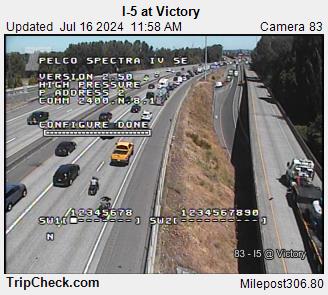 I-5 at Victory
Updated Jul 16 2024 11:58 AM Camera 83
PELCO SPECTRA IV SE
VERSION 2.50
HIGH PRESSURE
P ADDRESS 2
COMM 2400,N,8,1
CONFIGURE DONE
12345678 1234567890
SW1[ ] SW2[ ]
N
83 - I5 @ Victory
TripCheck.com Milepost306.80